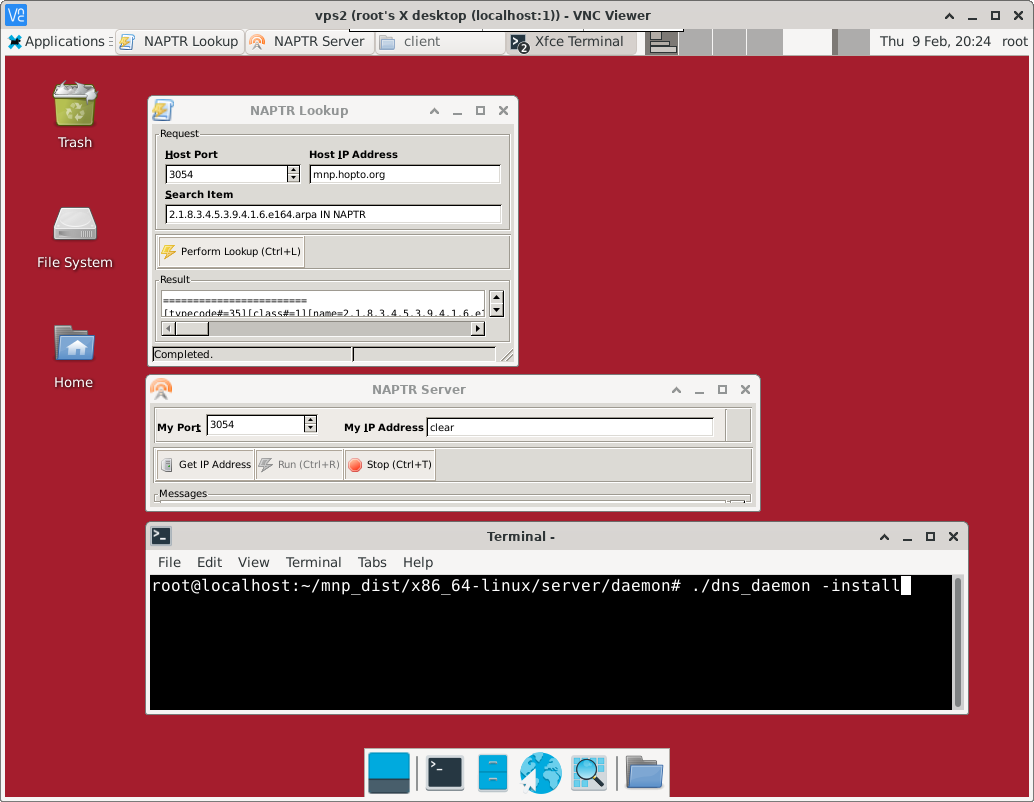 vps2 (root's X desktop (localhost:1)) - VNC Viewer
Applications NAPTR Lookup NAPTR Server client 2 Xfce Terminal Thu 9 Feb, 20:24 root
Trash
File System
Home
NAPTR Lookup
Request
Host Port Host IP Address
3054 mnp.hopto.org
Search Item
2.1.8.3.4.5.3.9.4.1.6.e164.arpa IN NAPTR
Perform Lookup (Ctrl+L)
Result
========================
[typecode#=35][class#=1][name=2.1.8.3.4.5.3.9.4.1.6.e
Completed.
NAPTR Server
My Port 3054 My IP Address clear
Get IP Address Run (Ctrl+R) Stop (Ctrl+T)
Messages
Terminal -
File Edit View Terminal Tabs Help
root@localhost:~/mnp_dist/x86_64-linux/server/daemon# ./dns_daemon -install